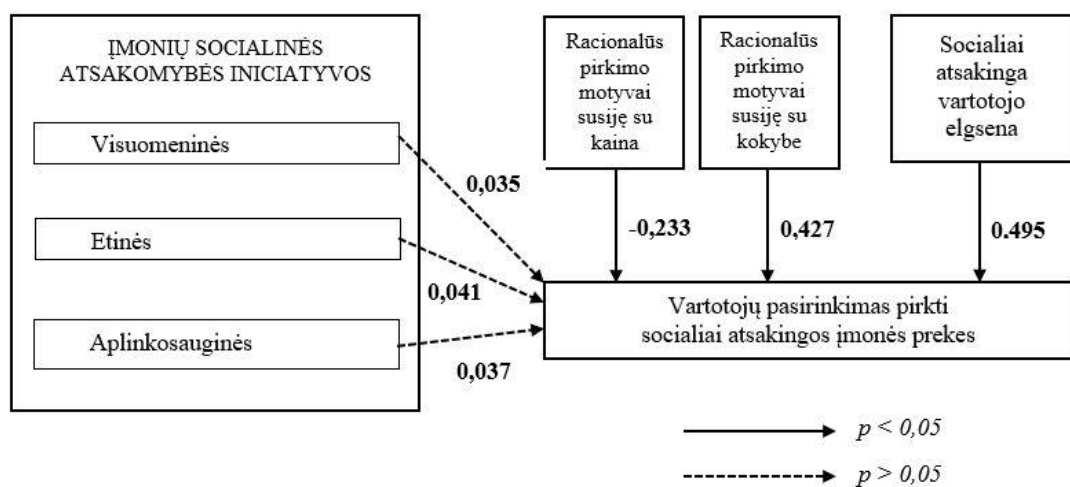 ĮMONIŲ SOCIALINĖS
ATSAKOMYBĖS INICIATYVOS
Visuomeninės
Etinės
Aplinkosauginės
Racionalūs
pirkimo
motyvai
susiję su
kaina
Racionalūs
pirkimo
motyvai
susiję su
kokybe
Socialiai
atsakinga
vartotojo
elgsena
0,035
0,041
0,037
-0,233
0,427
0.495
Vartotojų pasirinkimas pirkti
socialiai atsakingos įmonės prekes
p < 0,05
p > 0,05